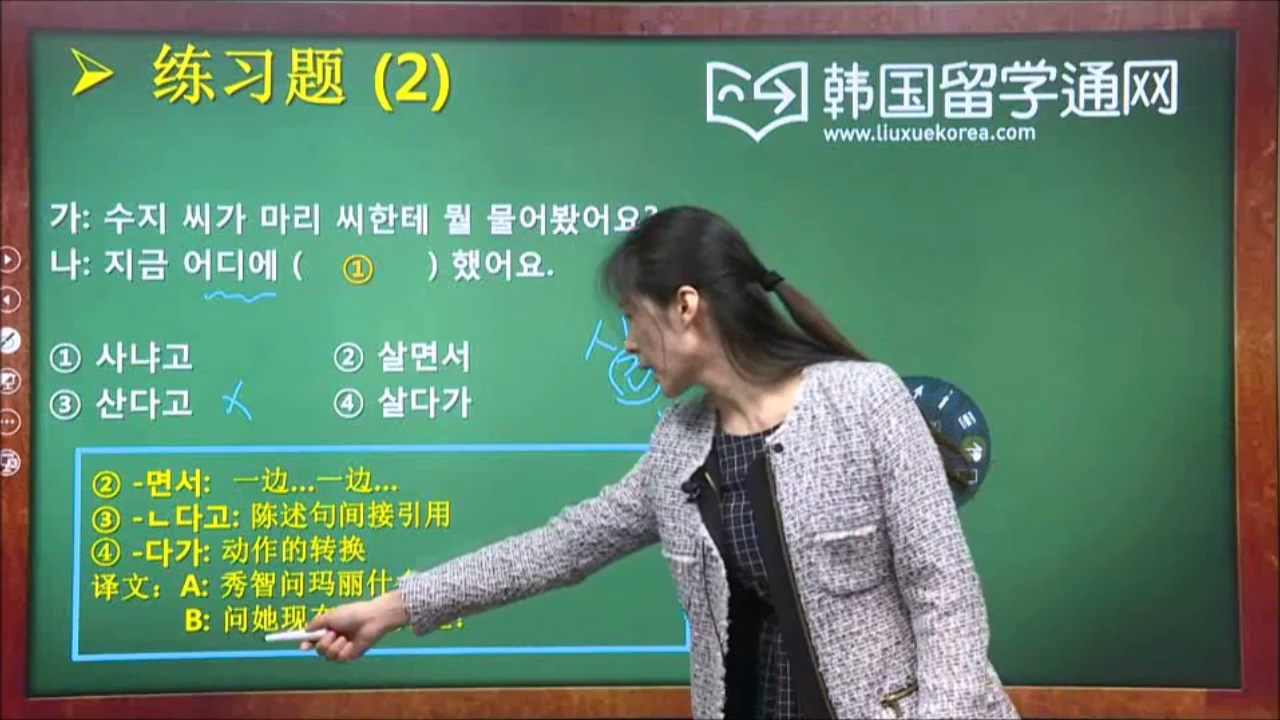 ➤ 练习题 (2)
韩国留学通网
www.liuxuekorea.com
가: 수지 씨가 마리 씨한테 뭘 물어봤어요?
나: 지금 어디에 ( ① ) 했어요.
① 사냐고 ② 살면서
③ 산다고 ④ 살다가
② -면서: 一边...一边...
③ -ㄴ다고: 陈述句间接引用
④ -다가: 动作的转换
译文: A: 秀智问玛丽什
B: 问她现